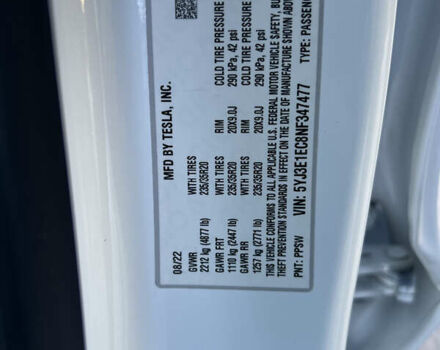 MFD BY TESLA, INC. 08/22
GVWR
2212 kg (4877 lb)
GAWR FRT WITH TIRES RIM COLD TIRE PRESSURE
1110 kg (2447 lb) 235/35R20 20X9.0J 290 kPa, 42 psi
GAWR RR WITH TIRES RIM COLD TIRE PRESSURE
1257 kg (2771 lb) 235/35R20 20X9.0J 290 kPa, 42 psi
THIS VEHICLE CONFORMS TO ALL APPLICABLE U.S. FEDERAL MOTOR VEHICLE SAFETY, BU
THEFT PREVENTION STANDARDS IN EFFECT ON THE DATE OF MANUFACTURE SHOWN ABOV
VIN: 5YJ3E1EC8NF347477 TYPE: PASSEN
PNT: PPSW